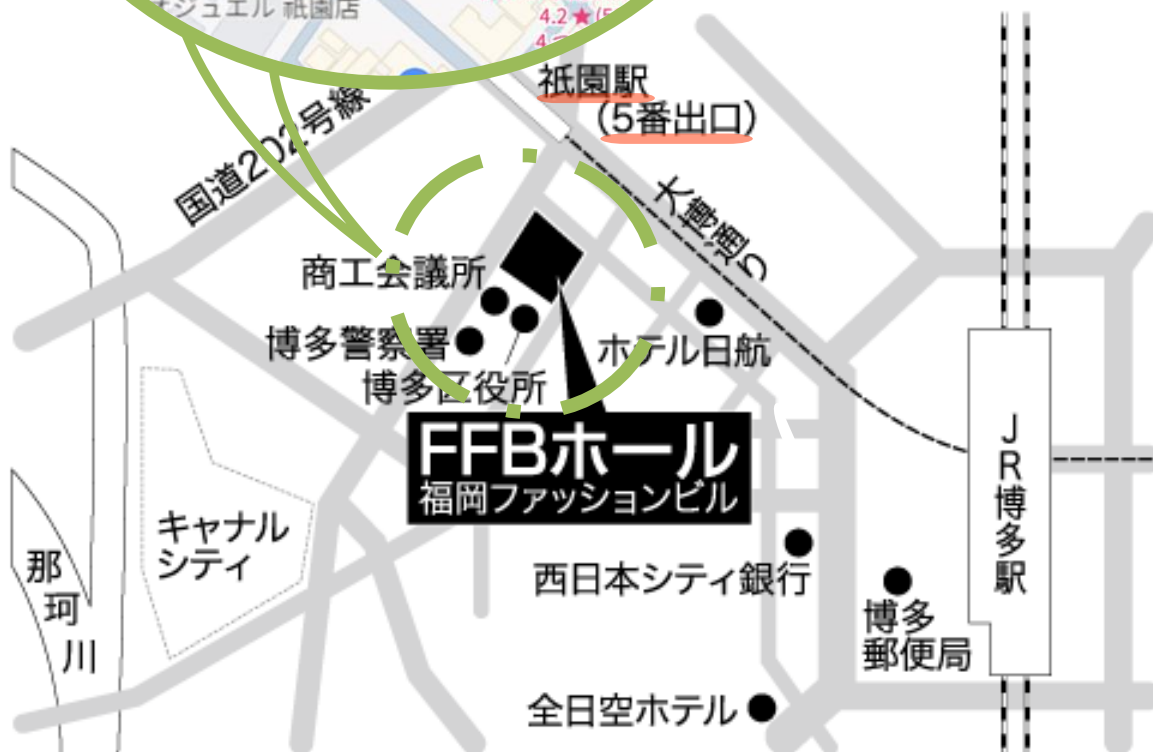 ジュエル 祇園店
4.2★(5
祇園駅
(5番出口)
国道202号線
大博通り
商工会議所
博多警察署
博多区役所
ホテル日航
FFBホール
福岡ファッションビル
JR博多駅
キャナル
シティ
那珂川
西日本シティ銀行
博多
郵便局
全日空ホテル